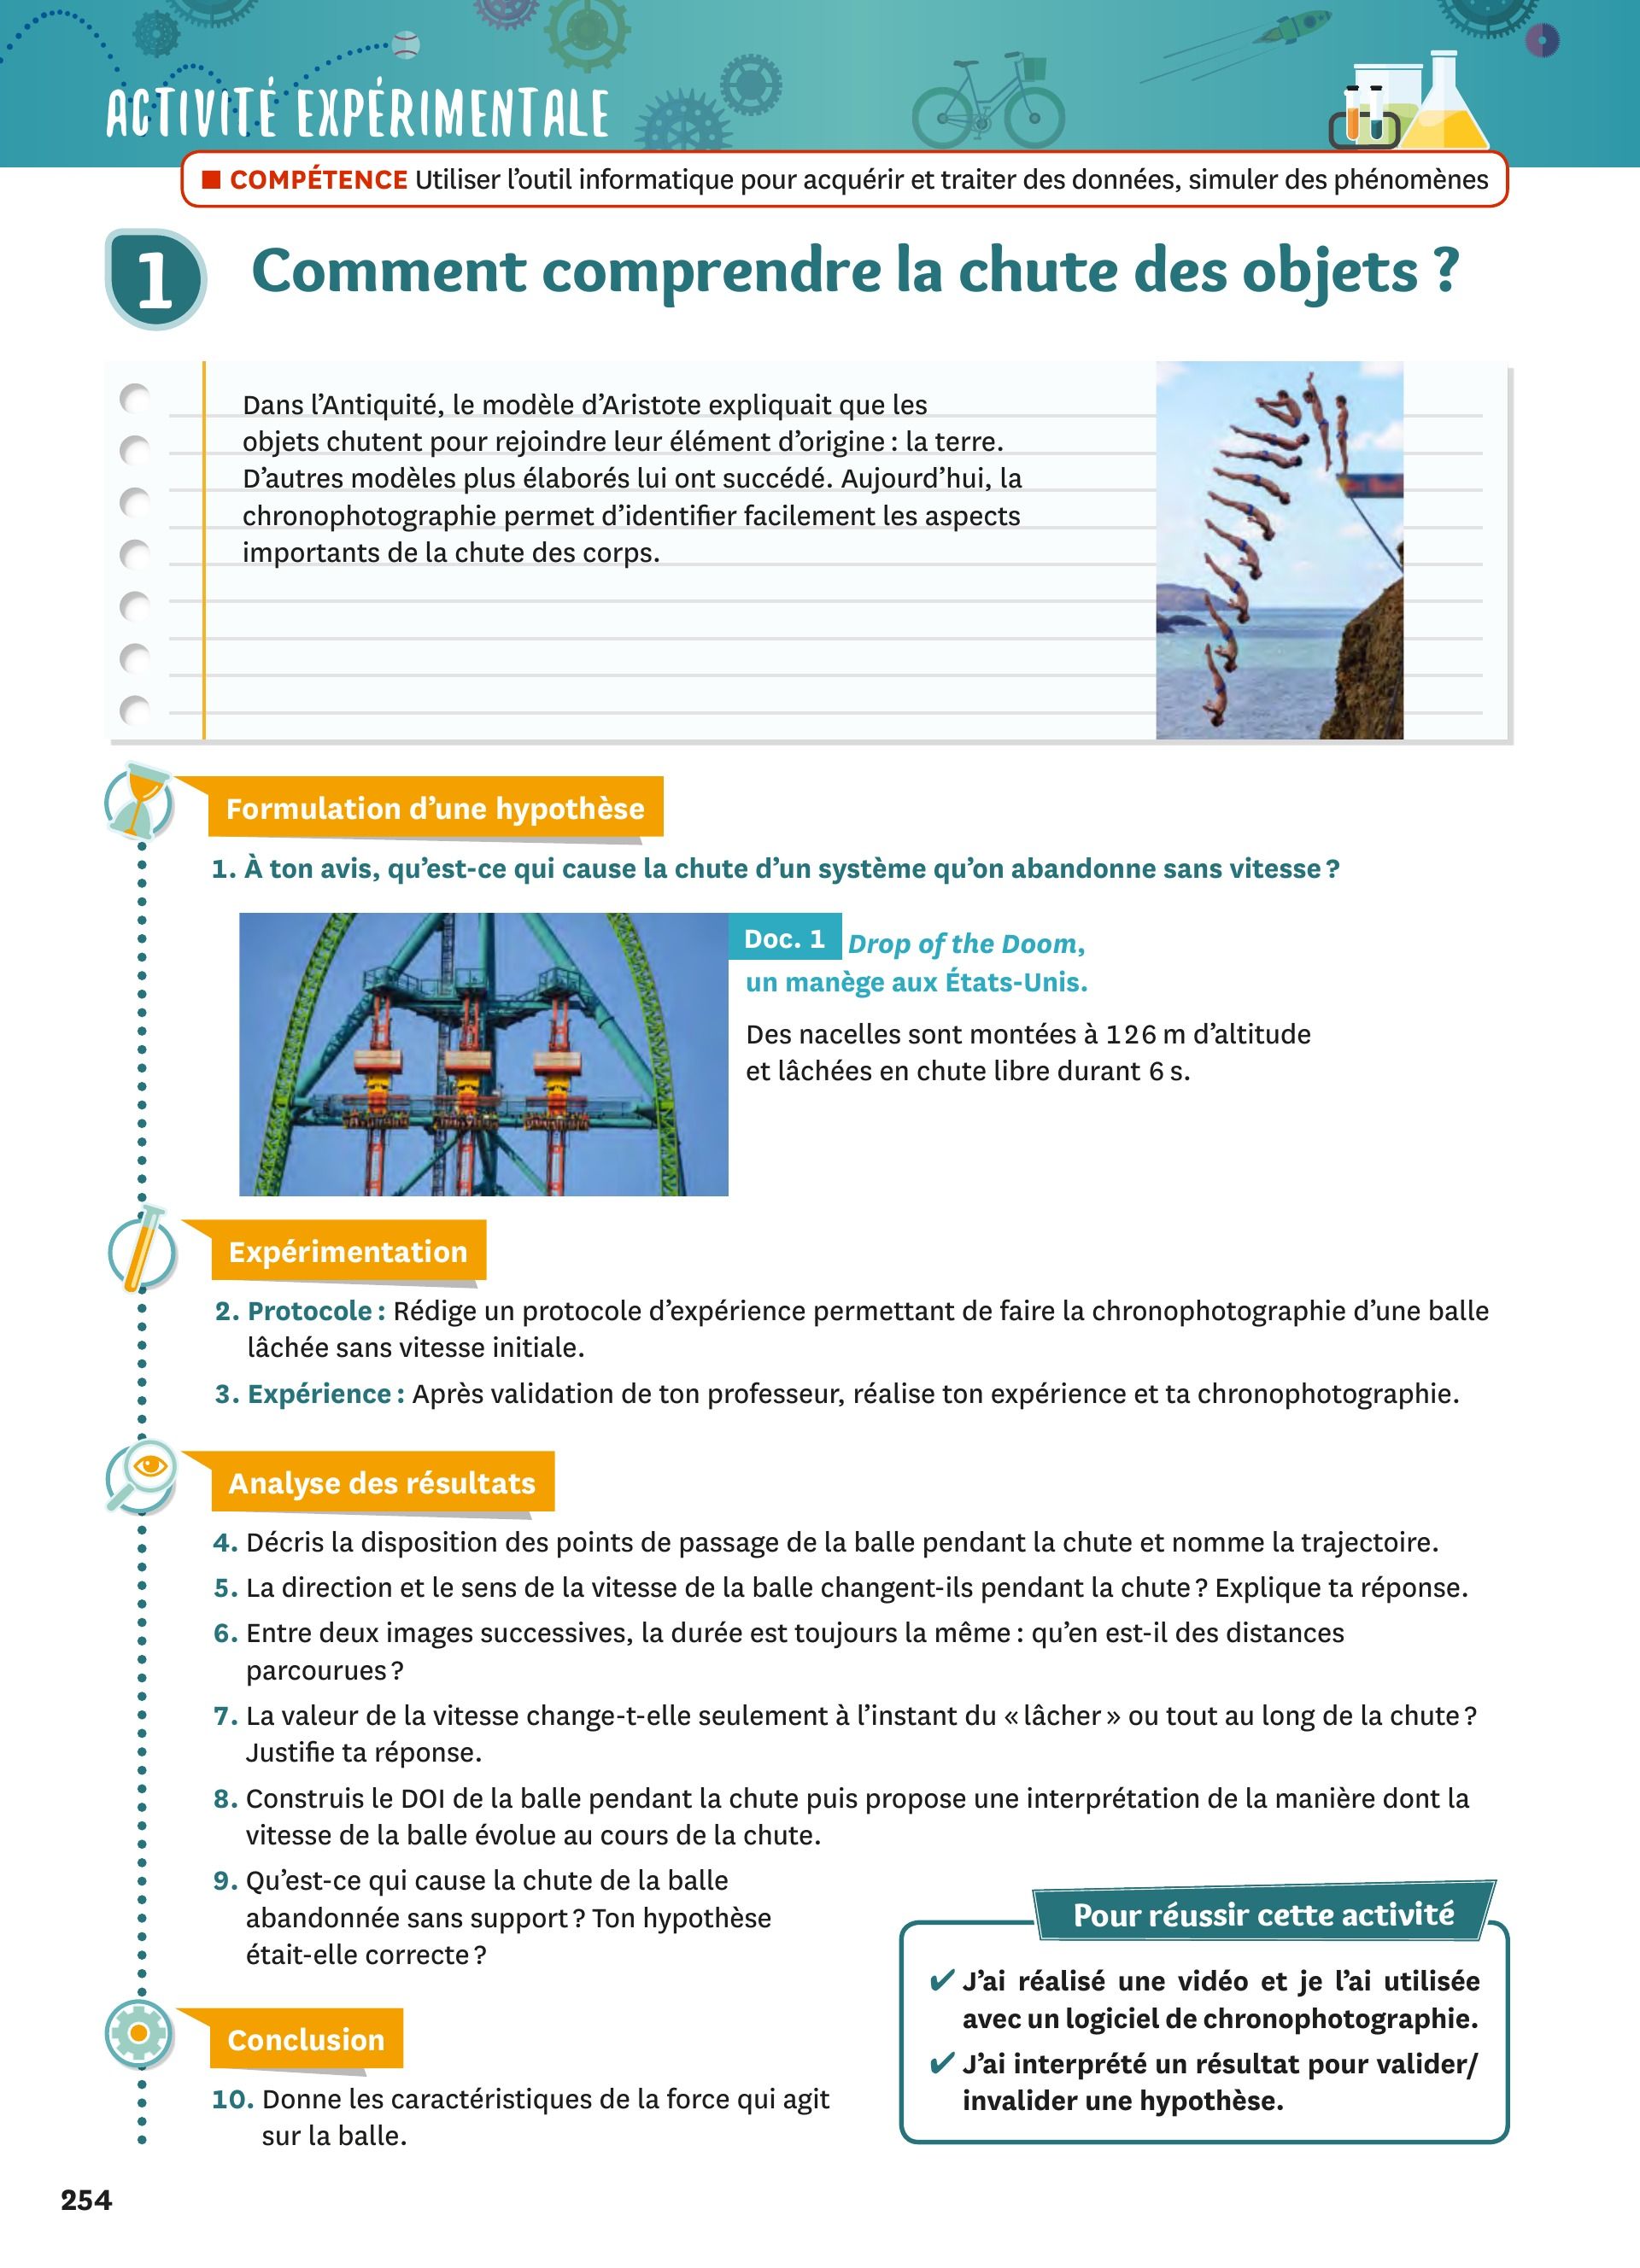 ACTIVITÉ EXPÉRIMENTALE
■ COMPÉTENCE Utiliser l’outil informatique pour acquérir et traiter des données, simuler des phénomènes
1 Comment comprendre la chute des objets ?
Dans l’Antiquité, le modèle d’Aristote expliquait que les
objets chutent pour rejoindre leur élément d’origine : la terre.
D’autres modèles plus élaborés lui ont succédé. Aujourd’hui, la
chronophotographie permet d’identifier facilement les aspects
importants de la chute des corps.
Formulation d’une hypothèse
1. À ton avis, qu’est-ce qui cause la chute d’un système qu’on abandonne sans vitesse ?
Doc. 1 Drop of the Doom,
un manège aux États-Unis.
Des nacelles sont montées à 126 m d’altitude
et lâchées en chute libre durant 6 s.
Expérimentation
2. Protocole : Rédige un protocole d’expérience permettant de faire la chronophotographie d’une balle
lâchée sans vitesse initiale.
3. Expérience : Après validation de ton professeur, réalise ton expérience et ta chronophotographie.
Analyse des résultats
4. Décris la disposition des points de passage de la balle pendant la chute et nomme la trajectoire.
5. La direction et le sens de la vitesse de la balle changent-ils pendant la chute ? Explique ta réponse.
6. Entre deux images successives, la durée est toujours la même : qu’en est-il des distances
parcourues ?
7. La valeur de la vitesse change-t-elle seulement à l’instant du « lâcher » ou tout au long de la chute ?
Justifie ta réponse.
8. Construis le DOI de la balle pendant la chute puis propose une interprétation de la manière dont la
vitesse de la balle évolue au cours de la chute.
9. Qu’est-ce qui cause la chute de la balle
abandonnée sans support ? Ton hypothèse
était-elle correcte ?
Conclusion
10. Donne les caractéristiques de la force qui agit
sur la balle.
Pour réussir cette activité
✔ J’ai réalisé une vidéo et je l’ai utilisée
avec un logiciel de chronophotographie.
✔ J’ai interprété un résultat pour valider/
invalider une hypothèse.
254